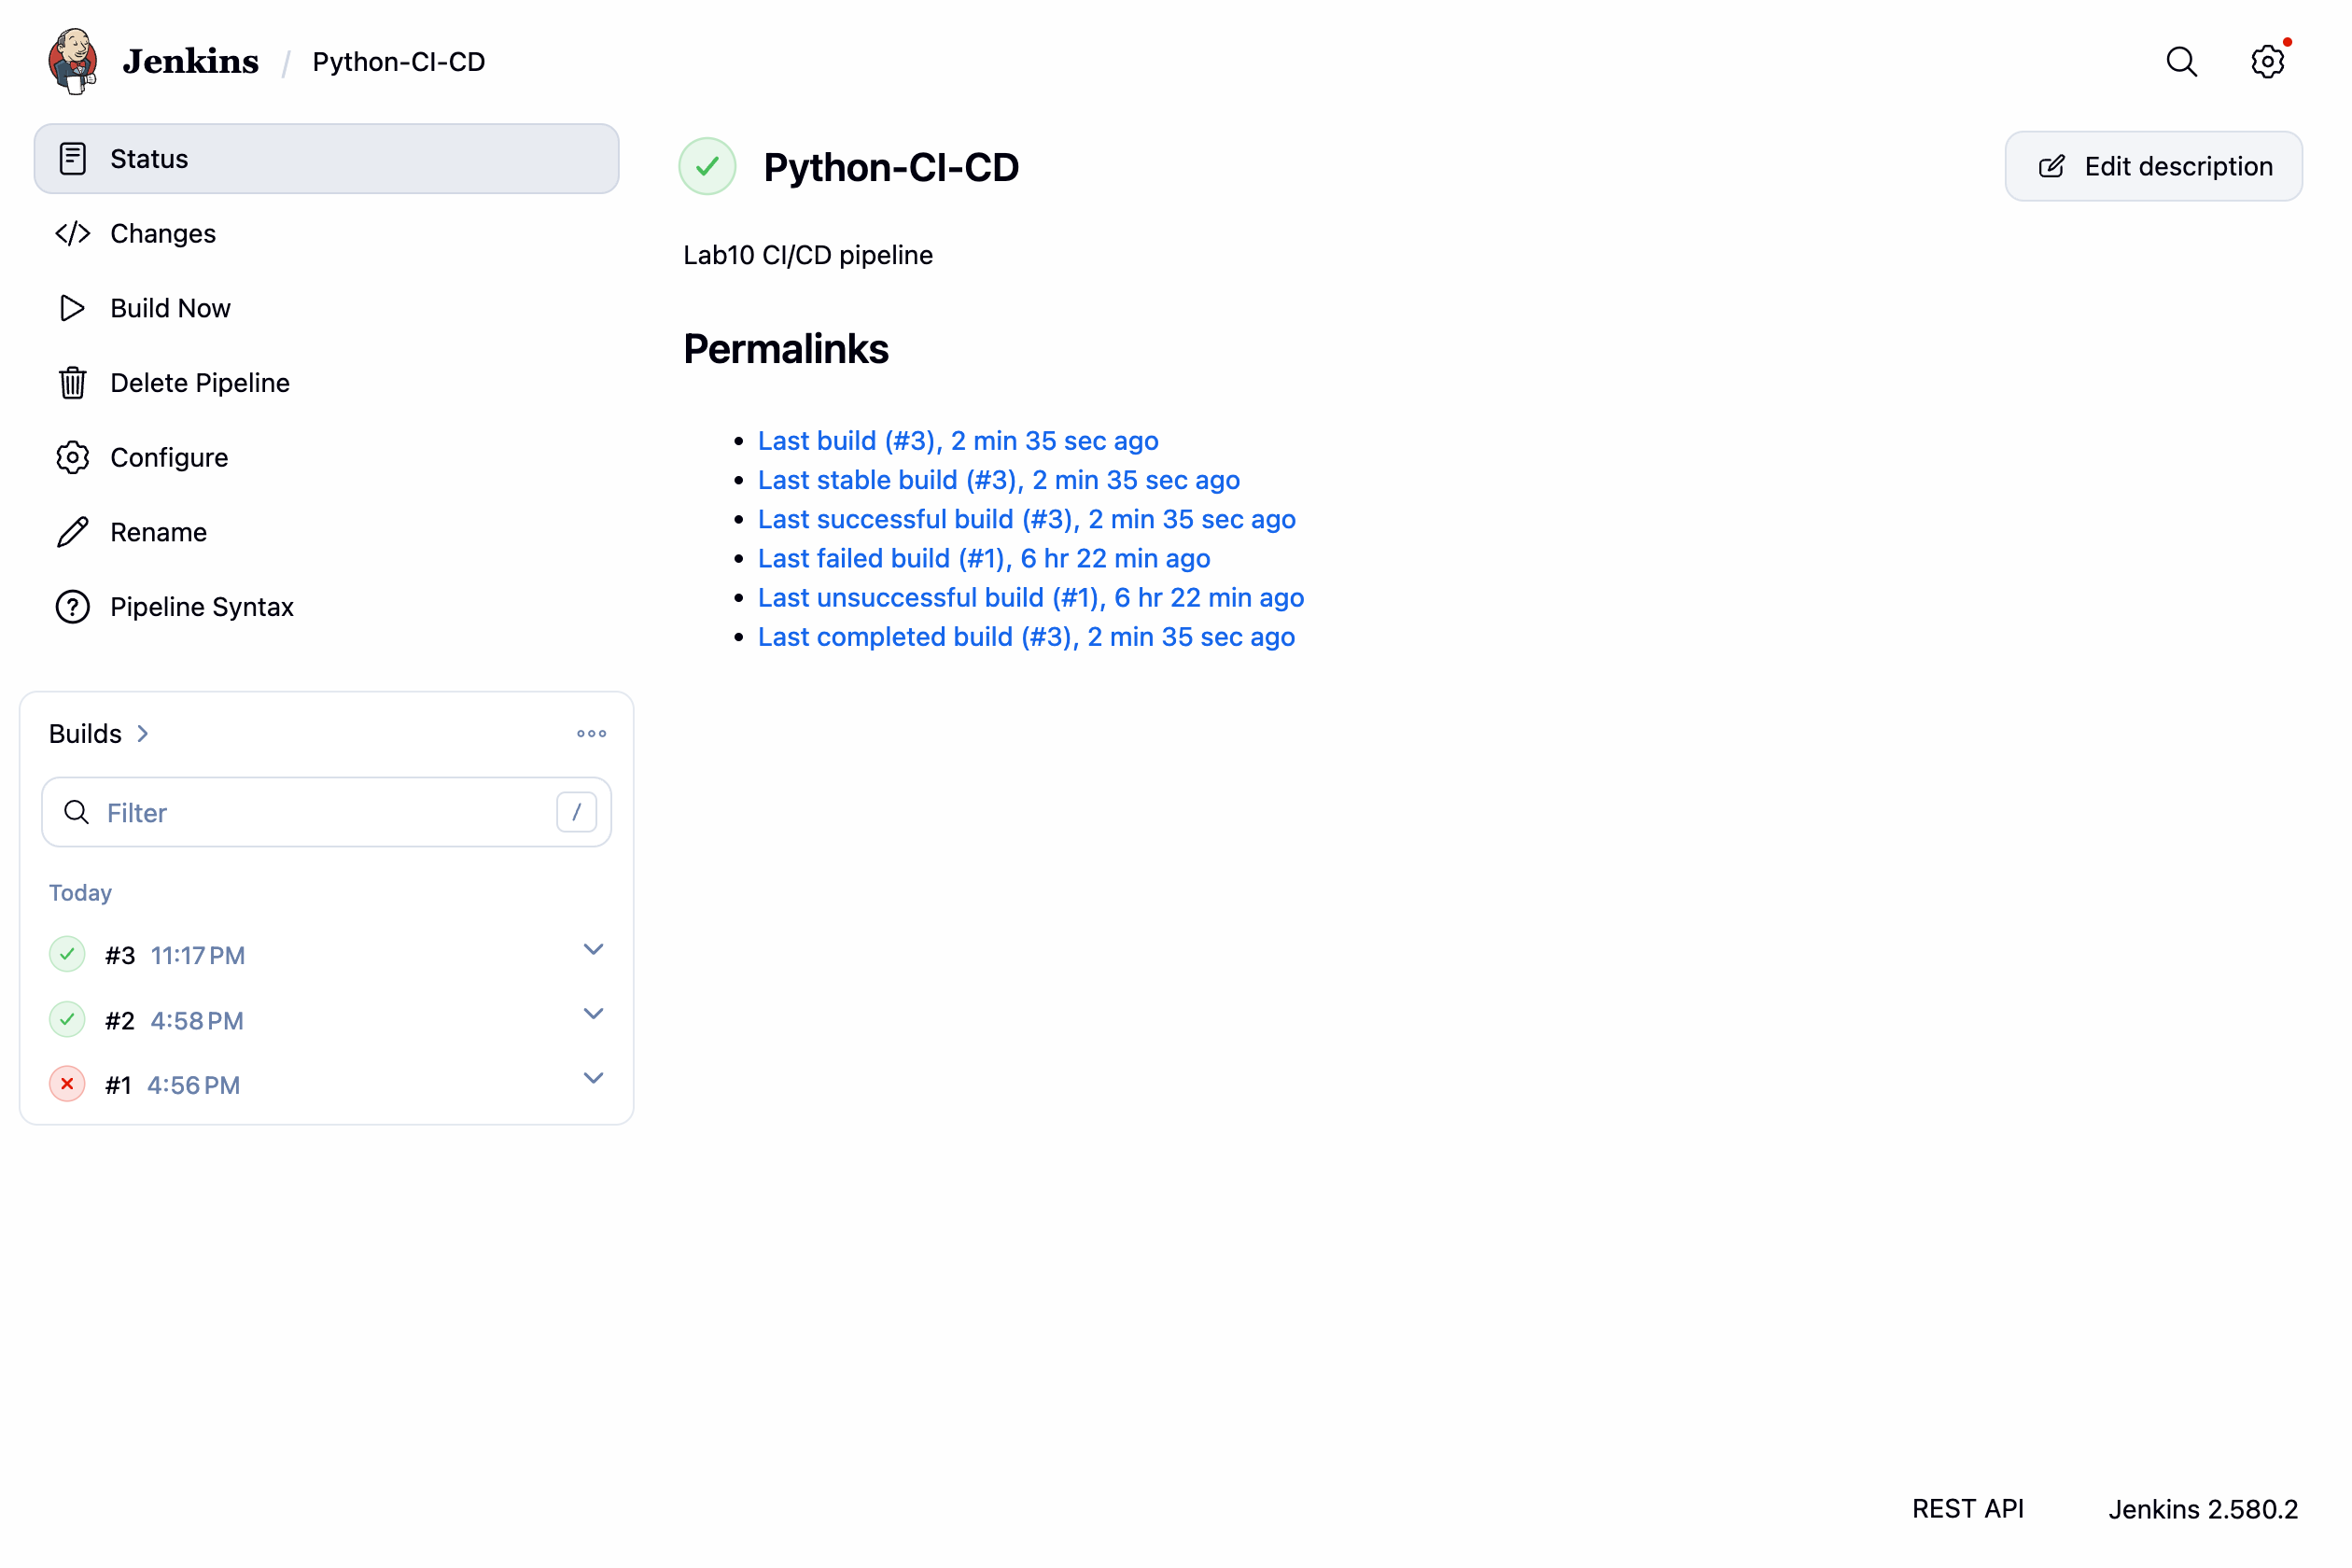 Jenkins / Python-CI-CD
Status
Changes
Build Now
Delete Pipeline
Configure
Rename
Pipeline Syntax
Builds
Filter /
Today
#3 11:17 PM
#2 4:58 PM
#1 4:56 PM
Python-CI-CD
Edit description
Lab10 CI/CD pipeline
Permalinks
Last build (#3), 2 min 35 sec ago
Last stable build (#3), 2 min 35 sec ago
Last successful build (#3), 2 min 35 sec ago
Last failed build (#1), 6 hr 22 min ago
Last unsuccessful build (#1), 6 hr 22 min ago
Last completed build (#3), 2 min 35 sec ago
REST API
Jenkins 2.580.2